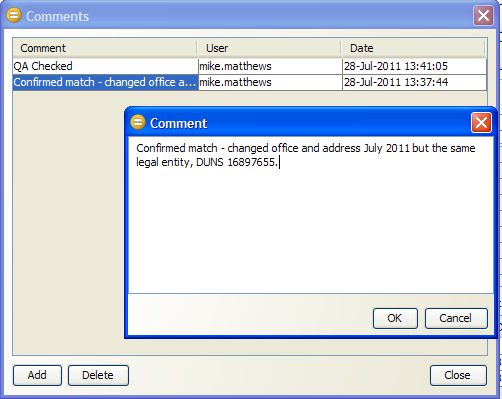 Comments
Comment User Date
QA Checked mike.matthews 28-Jul-2011 13:41:05
Confirmed match - changed office a... mike.matthews 28-Jul-2011 13:37:44
Comment
Confirmed match - changed office and address July 2011 but the same
legal entity, DUNS 16897655.
OK Cancel
Add Delete Close